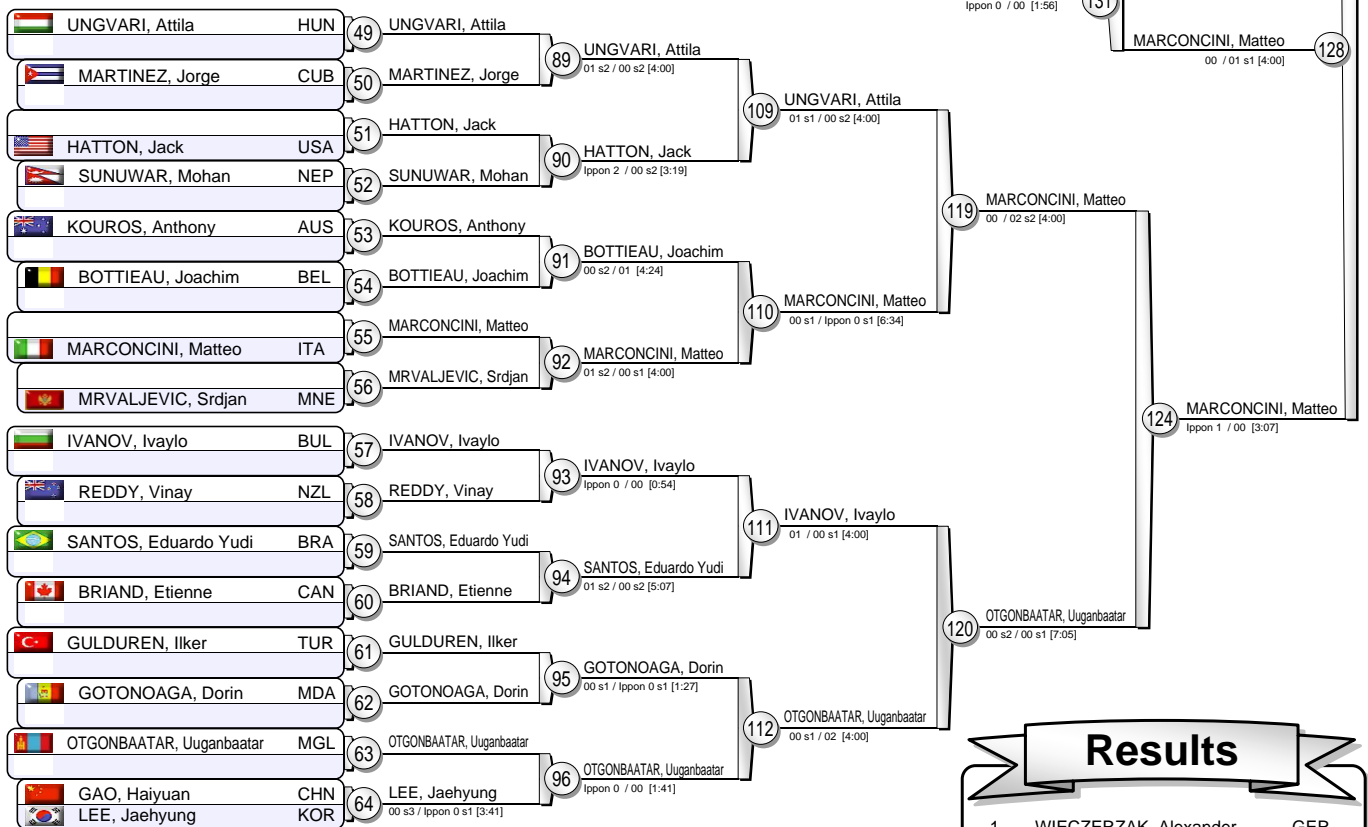 Ippon 0 / 00 [1:56]
131
MARCONCINI, Matteo
00 / 01 s1 [4:00]
128
UNGVARI, Attila HUN
49
UNGVARI, Attila
MARTINEZ, Jorge CUB
50
MARTINEZ, Jorge
89
UNGVARI, Attila
01 s2 / 00 s2 [4:00]
HATTON, Jack USA
51
HATTON, Jack
SUNUWAR, Mohan NEP
52
SUNUWAR, Mohan
90
HATTON, Jack
Ippon 2 / 00 s2 [3:19]
109
UNGVARI, Attila
01 s1 / 00 s2 [4:00]
KOUROS, Anthony AUS
53
KOUROS, Anthony
BOTTIEAU, Joachim BEL
54
BOTTIEAU, Joachim
91
BOTTIEAU, Joachim
00 s2 / 01 [4:24]
MARCONCINI, Matteo ITA
55
MARCONCINI, Matteo
MRVALJEVIC, Srdjan MNE
56
MRVALJEVIC, Srdjan
92
MARCONCINI, Matteo
01 s2 / 00 s1 [4:00]
110
MARCONCINI, Matteo
00 s1 / Ippon 0 s1 [6:34]
119
MARCONCINI, Matteo
00 / 02 s2 [4:00]
IVANOV, Ivaylo BUL
57
IVANOV, Ivaylo
REDDY, Vinay NZL
58
REDDY, Vinay
93
IVANOV, Ivaylo
Ippon 0 / 00 [0:54]
SANTOS, Eduardo Yudi BRA
59
SANTOS, Eduardo Yudi
BRIAND, Etienne CAN
60
BRIAND, Etienne
94
SANTOS, Eduardo Yudi
01 s2 / 00 s2 [5:07]
111
IVANOV, Ivaylo
01 / 00 s1 [4:00]
GULDUREN, Ilker TUR
61
GULDUREN, Ilker
GOTONOAGA, Dorin MDA
62
GOTONOAGA, Dorin
95
GOTONOAGA, Dorin
00 s1 / Ippon 0 s1 [1:27]
OTGONBAATAR, Uuganbaatar MGL
63
OTGONBAATAR, Uuganbaatar
GAO, Haiyuan CHN
LEE, Jaehyung KOR
64
LEE, Jaehyung
00 s3 / Ippon 0 s1 [3:41]
96
OTGONBAATAR, Uuganbaatar
Ippon 0 / 00 [1:41]
112
OTGONBAATAR, Uuganbaatar
00 s1 / 02 [4:00]
120
OTGONBAATAR, Uuganbaatar
00 s2 / 00 s1 [7:05]
124
MARCONCINI, Matteo
Ippon 1 / 00 [3:07]
Results
1 WIECZERZAK, Alexander GER